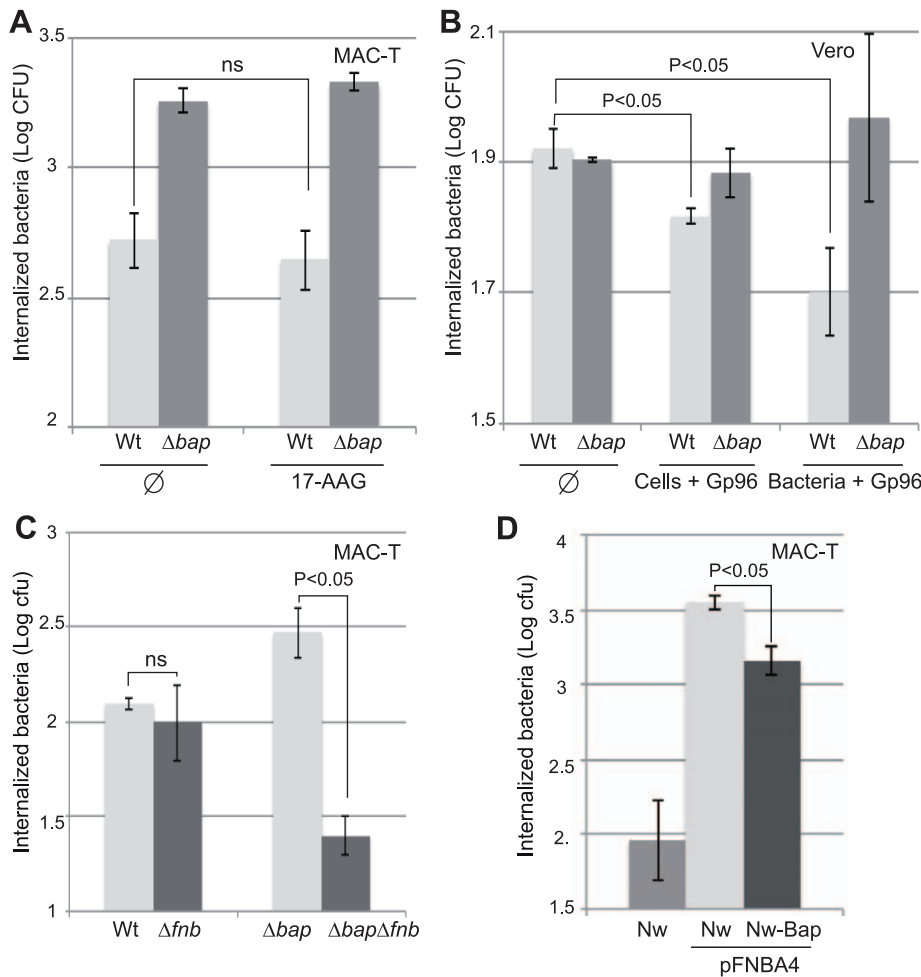 A
MAC-T
Internalized bacteria (Log CFU)
3.5
3
2.5
2
ns
Wt Δbap Wt Δbap
∅ 17-AAG
B
Vero
Internalized bacteria (Log CFU)
2.1
1.9
1.7
1.5
P<0.05
P<0.05
Wt Δbap Wt Δbap Wt Δbap
∅ Cells + Gp96 Bacteria + Gp96
C
MAC-T
Internalized bacteria (Log cfu)
3
2.5
2
1.5
1
ns
P<0.05
Wt Δfnb Δbap ΔbapΔfnb
D
MAC-T
Internalized bacteria (Log cfu)
4
3.5
3
2.5
2.
1.5
P<0.05
Nw Nw Nw-Bap
pFNBA4